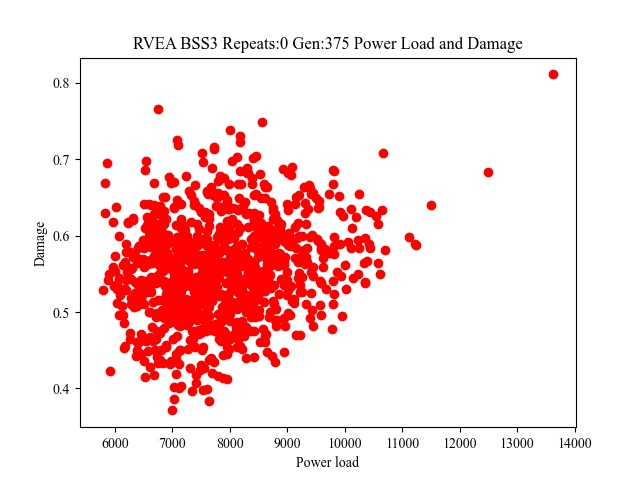 RVEA BSS3 Repeats:0 Gen:375 Power Load and Damage
0.8
0.7
0.6
0.5
0.4
Damage
6000 7000 8000 9000 10000 11000 12000 13000 14000
Power load